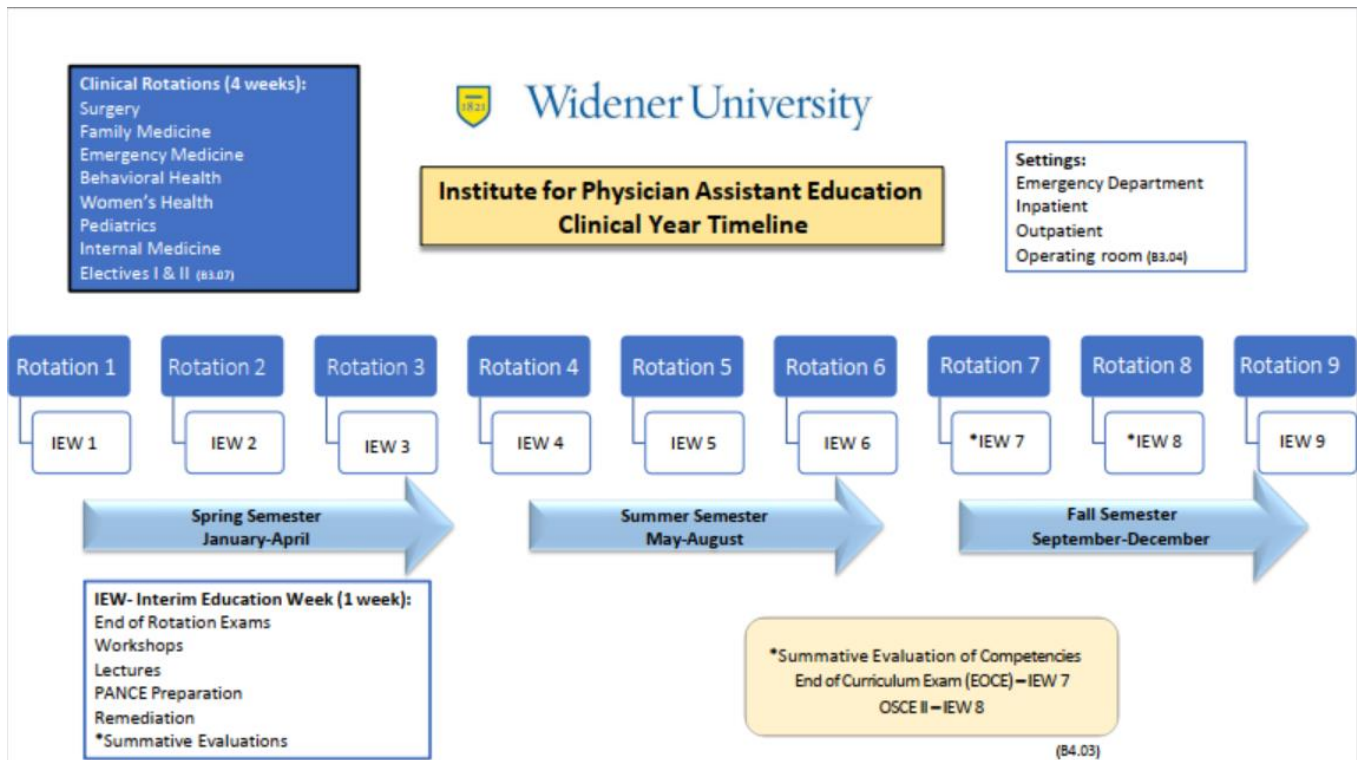 Clinical Rotations (4 weeks):
Surgery
Family Medicine
Emergency Medicine
Behavioral Health
Women's Health
Pediatrics
Internal Medicine
Electives I & II (B3.07)
1821
Widener University
Institute for Physician Assistant Education
Clinical Year Timeline
Settings:
Emergency Department
Inpatient
Outpatient
Operating room (B3.04)
Rotation 1
Rotation 2
Rotation 3
Rotation 4
Rotation 5
Rotation 6
Rotation 7
Rotation 8
Rotation 9
IEW 1
IEW 2
IEW 3
IEW 4
IEW 5
IEW 6
*IEW 7
*IEW 8
IEW 9
Spring Semester
January-April
Summer Semester
May-August
Fall Semester
September-December
IEW- Interim Education Week (1 week):
End of Rotation Exams
Workshops
Lectures
PANCE Preparation
Remediation
*Summative Evaluations
*Summative Evaluation of Competencies
End of Curriculum Exam (EOCE) – IEW 7
OSCE II – IEW 8
(B4.03)